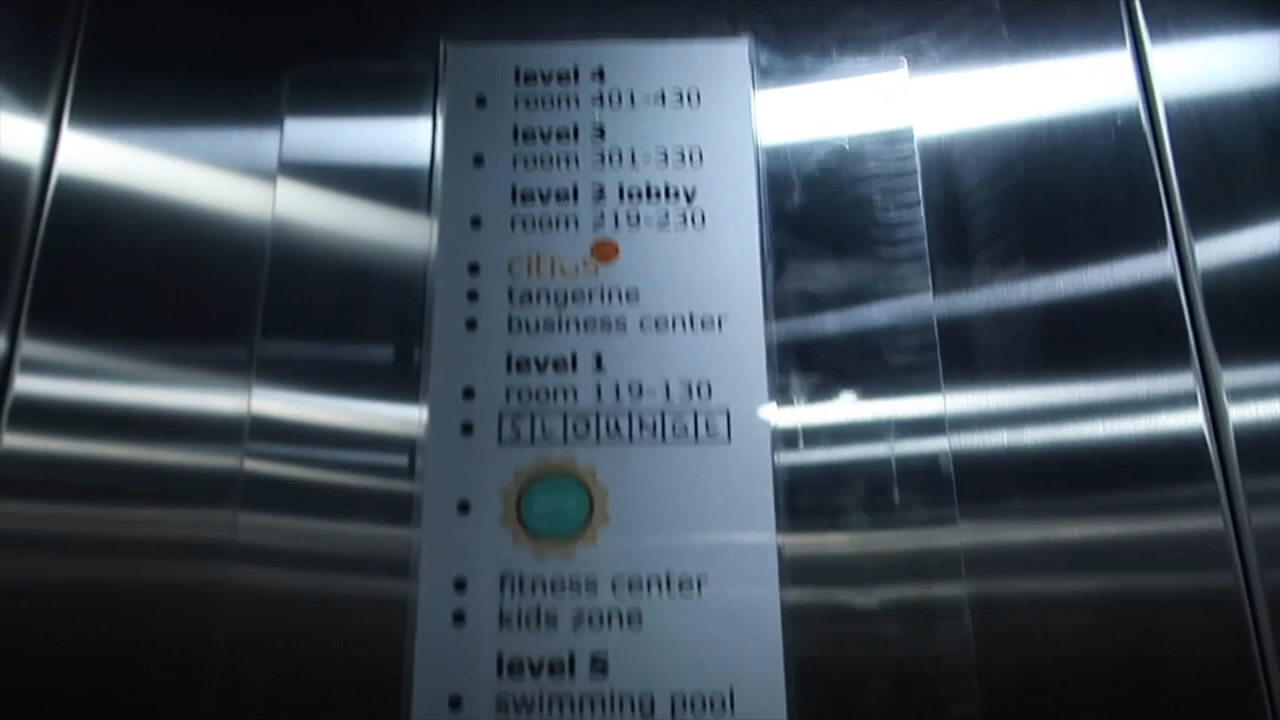 level 4
room 401-430
level 3
room 301-330
level 2 lobby
room 219-230
citrus
tangerine
business center
level 1
room 119-130
SLOUNGE
fitness center
kids zone
level S
swimming pool